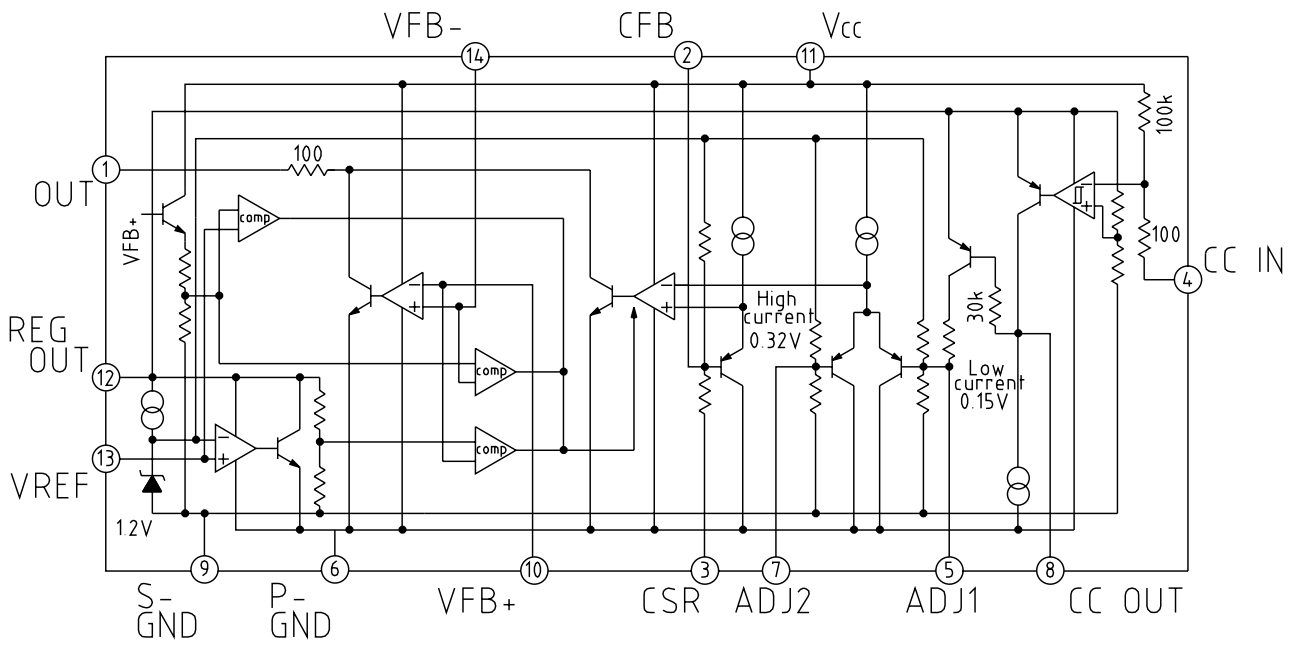 VFB-
CFB
Vcc
14
2
11
100k
1
100
OUT
comp
VFB+
-
+
100
CC IN
4
-
+
-
+
High
current
0.32V
30k
REG
OUT
12
comp
Low
current
0.15V
-
+
13
comp
VREF
1.2V
9
6
10
3
7
5
8
S-
GND
P-
GND
VFB+
CSR
ADJ2
ADJ1
CC OUT